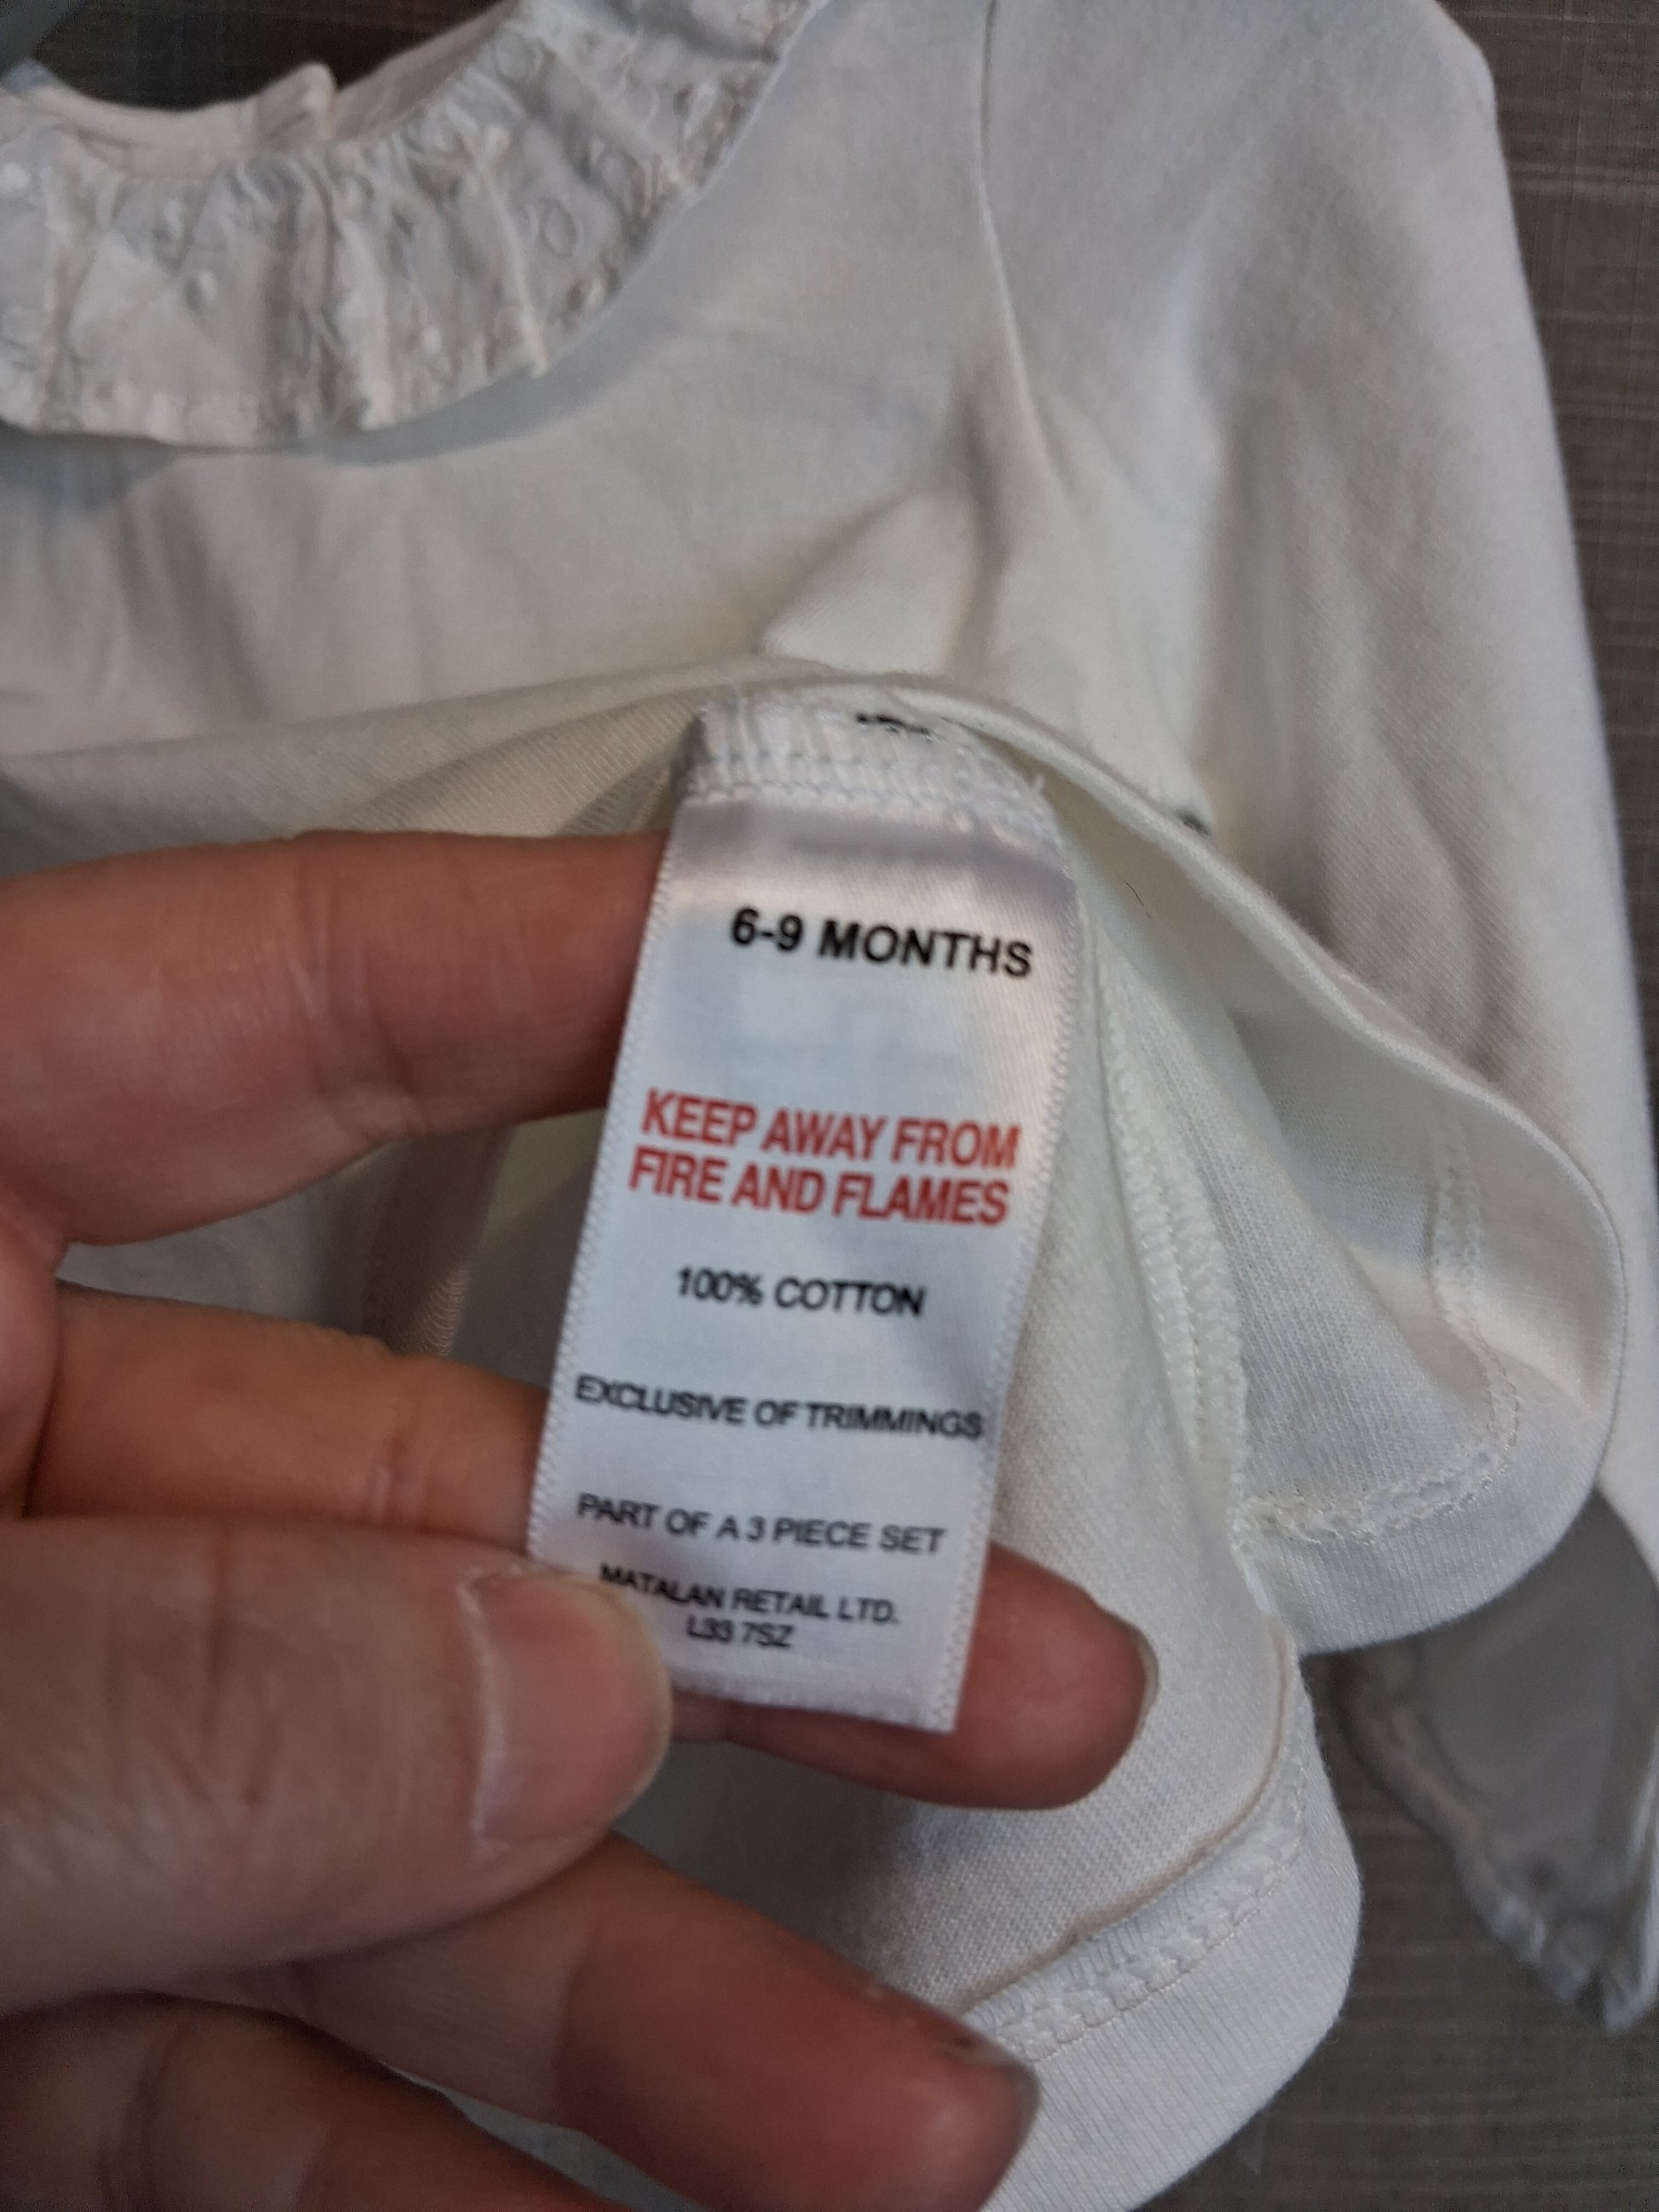 6-9 MONTHS
KEEP AWAY FROM
FIRE AND FLAMES
100% COTTON
EXCLUSIVE OF TRIMMINGS
PART OF A 3 PIECE SET
MATALAN RETAIL LTD.
L33 7SZ